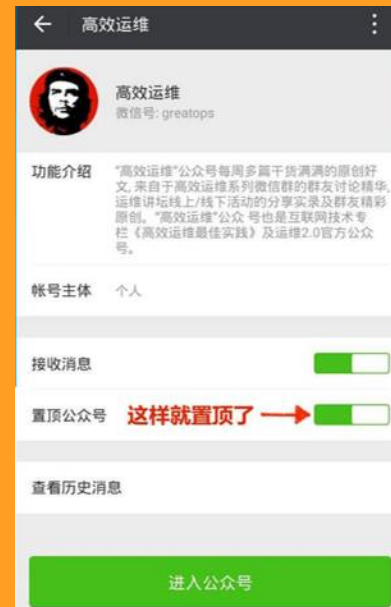 高效运维
高效运维
微信号: greatops
功能介绍
“高效运维”公众号每周多篇干货满满的原创好
文, 来自于高效运维系列微信群的群友讨论精华,
运维讲坛线上/线下活动的分享实录及群友精彩
原创。“高效运维”公众 号也是互联网技术专
栏《高效运维最佳实践》及运维2.0官方公众
号。
帐号主体 个人
接收消息
置顶公众号 这样就置顶了
查看历史消息
进入公众号